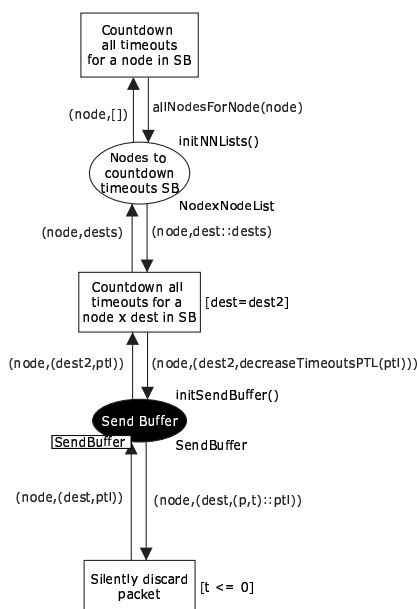 Countdown
all timeouts
for a node in SB
(node,[])
allNodesForNode(node)
initNNLists()
Nodes to
countdown
timeouts SB
NodexNodeList
(node,dests)
(node,dest::dests)
Countdown all
timeouts for a
node x dest in SB
[dest=dest2]
(node,(dest2,ptl))
(node,(dest2,decreaseTimeoutsPTL(ptl)))
initSendBuffer()
Send Buffer
SendBuffer
SendBuffer
(node,(dest,ptl))
(node,(dest,(p,t)::ptl))
Silently discard
packet
[t <= 0]